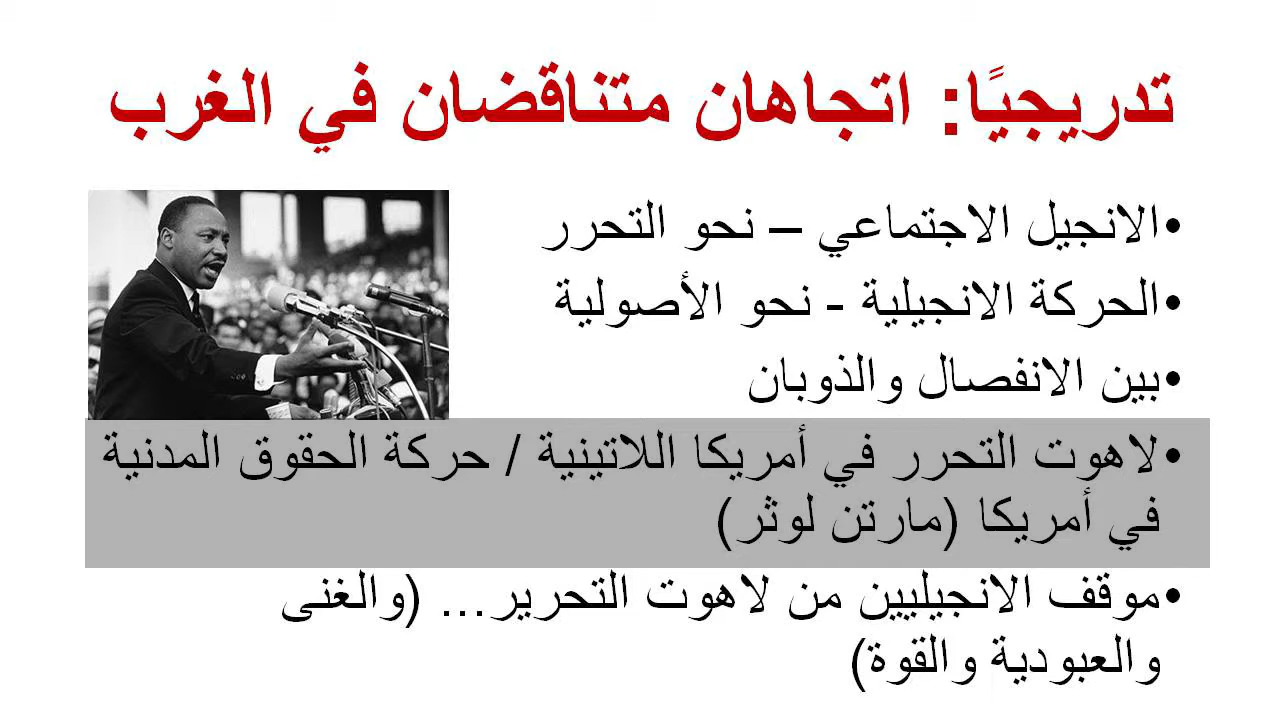 تدريجيًا: اتجاهان متناقضان في الغرب
•الانجيل الاجتماعي – نحو التحرر
•الحركة الانجيلية - نحو الأصولية
•بين الانفصال والذوبان
•لاهوت التحرر في أمريكا اللاتينية / حركة الحقوق المدنية
في أمريكا (مارتن لوثر)
•موقف الانجيليين من لاهوت التحرير... (والغنى
والعبودية والقوة)